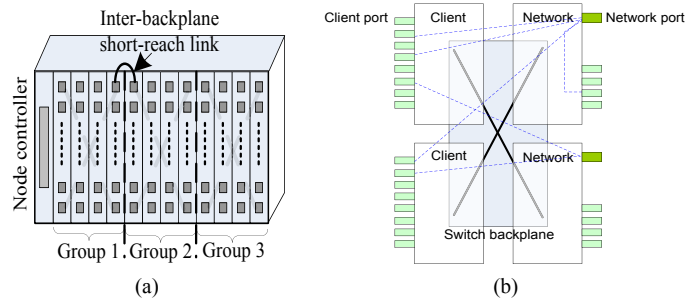 Inter-backplane
short-reach link
Node controller
Group 1
Group 2
Group 3
(a)
Client port
Client
Network
Network port
Client
Network
Switch backplane
(b)